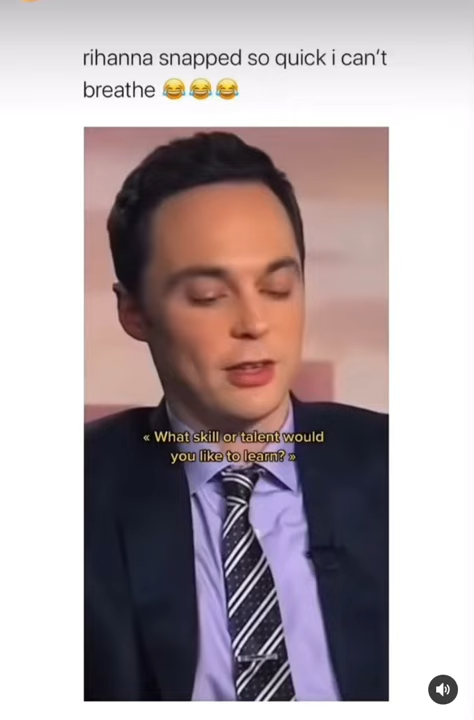 rihanna snapped so quick i can't
breathe 😂😂😂
« What skill or talent would
you like to learn? »